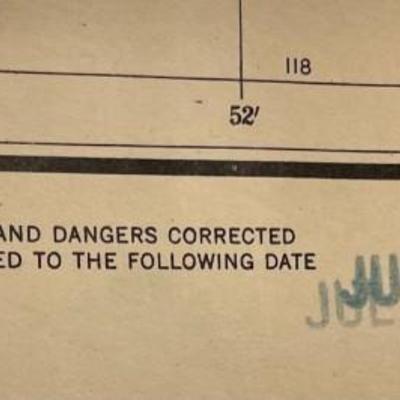 118
52'
AND DANGERS CORRECTED
ED TO THE FOLLOWING DATE